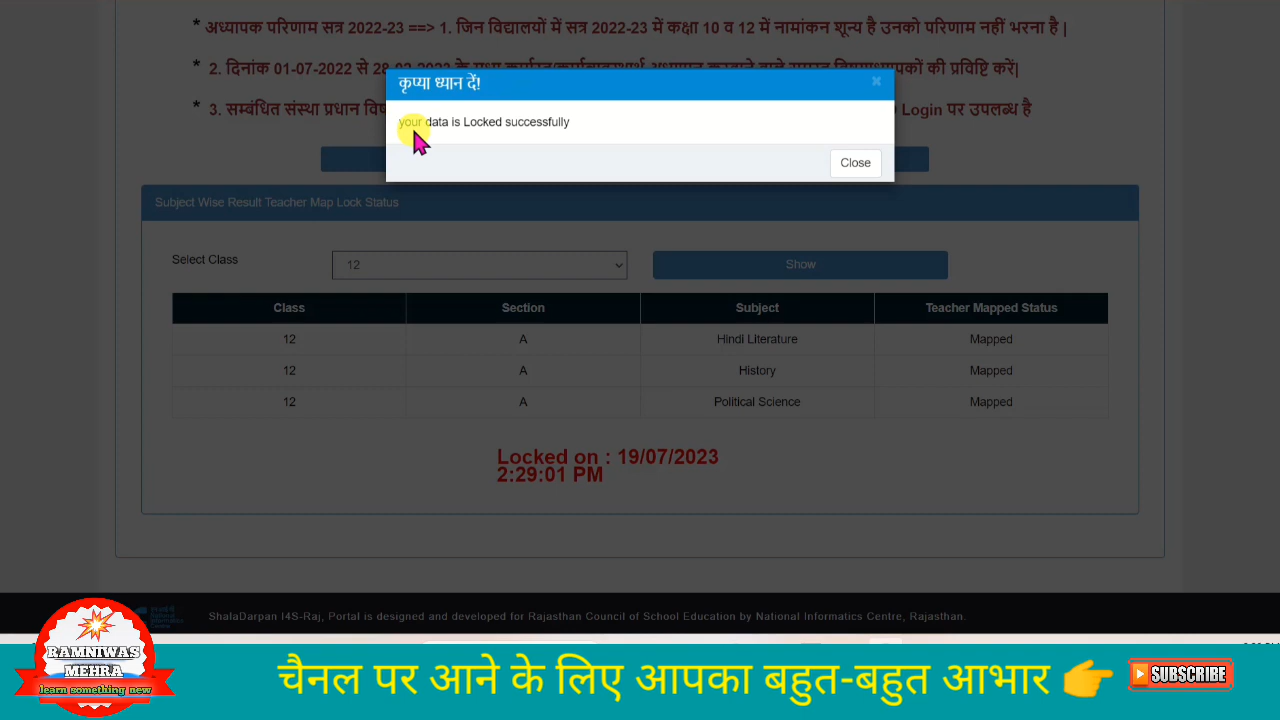 * अध्यापक परिणाम सत्र 2022-23 ==> 1. जिन विद्यालयों में सत्र 2022-23 में कक्षा 10 व 12 में नामांकन शून्य है उनको परिणाम नहीं भरना है |
* 2. दिनांक 01-07-2022 से 28- की प्रविष्टि करें|
* 3. सम्बंधित संस्था प्रधान Login पर उपलब्ध है
कृप्या ध्यान दें! ×
your data is Locked successfully
Close
Subject Wise Result Teacher Map Lock Status
Select Class 12 Show
Class Section Subject Teacher Mapped Status
12 A Hindi Literature Mapped
12 A History Mapped
12 A Political Science Mapped
Locked on : 19/07/2023
2:29:01 PM
ShalaDarpan I4S-Raj, Portal is designed and developed for Rajasthan Council of School Education by National Informatics Centre, Rajasthan.
RAMNIWAS
MEHRA
learn something new
चैनल पर आने के लिए आपका बहुत-बहुत आभार 👉 SUBSCRIBE